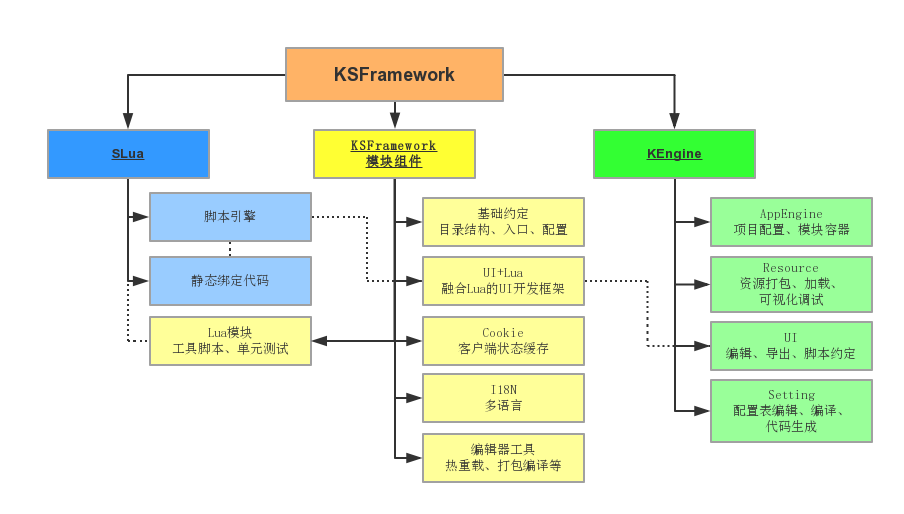 KSFramework
SLua
KSFramework
模块组件
KEngine
脚本引擎
静态绑定代码
Lua模块
工具脚本、单元测试
基础约定
目录结构、入口、配置
UI+Lua
融合Lua的UI开发框架
Cookie
客户端状态缓存
I18N
多语言
编辑器工具
热重载、打包编译等
AppEngine
项目配置、模块容器
Resource
资源打包、加载、
可视化调试
UI
编辑、导出、脚本约定
Setting
配置表编辑、编译、
代码生成